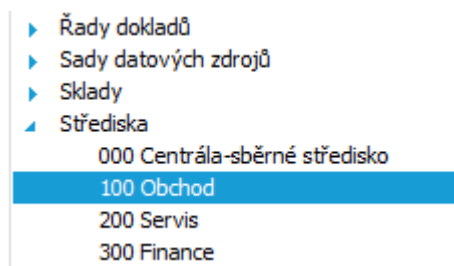 Řady dokladů
Sady datových zdrojů
Sklady
Střediska
000 Centrála-sběrné středisko
100 Obchod
200 Servis
300 Finance